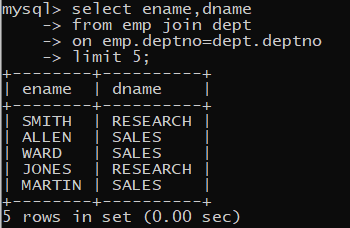 mysql> select ename,dname
    -> from emp join dept
    -> on emp.deptno=dept.deptno
    -> limit 5;
+--------+----------+
| ename  | dname    |
+--------+----------+
| SMITH  | RESEARCH |
| ALLEN  | SALES    |
| WARD   | SALES    |
| JONES  | RESEARCH |
| MARTIN | SALES    |
+--------+----------+
5 rows in set (0.00 sec)